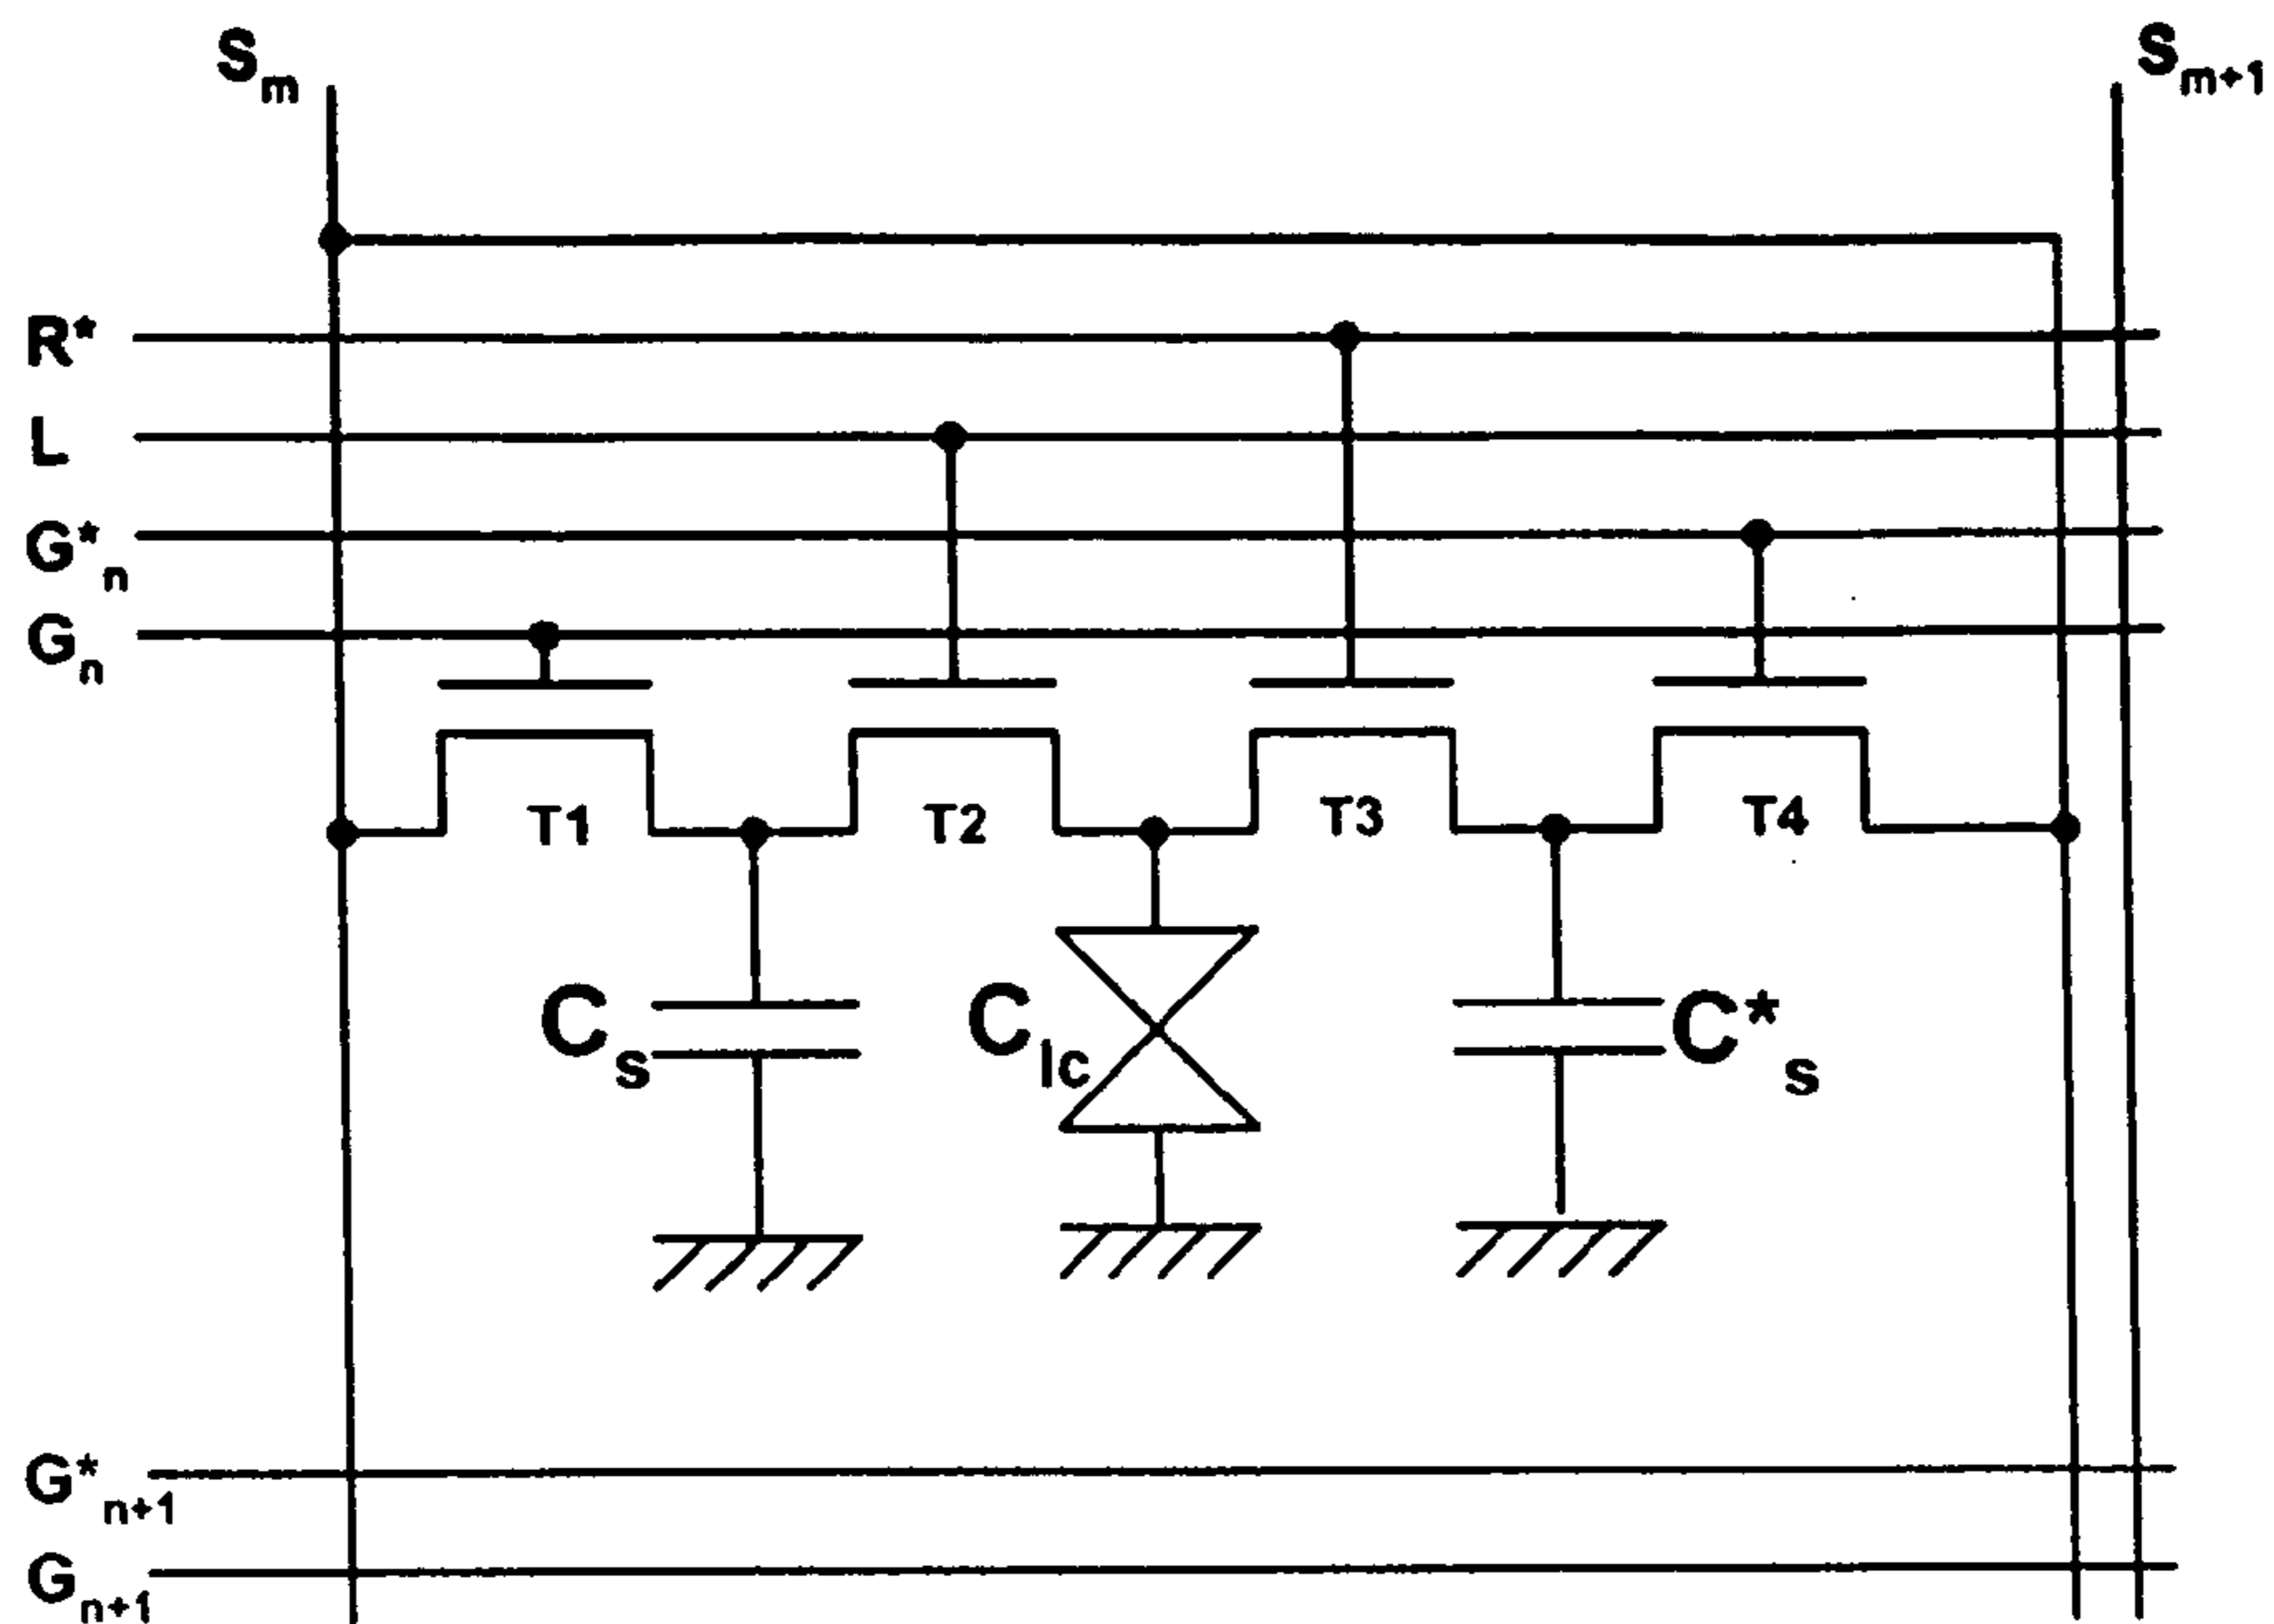 Sm Sm+1
R*
L
G*n
Gn
T1 T2 T3 T4
Cs Clc C*s
G*n+1
Gn+1